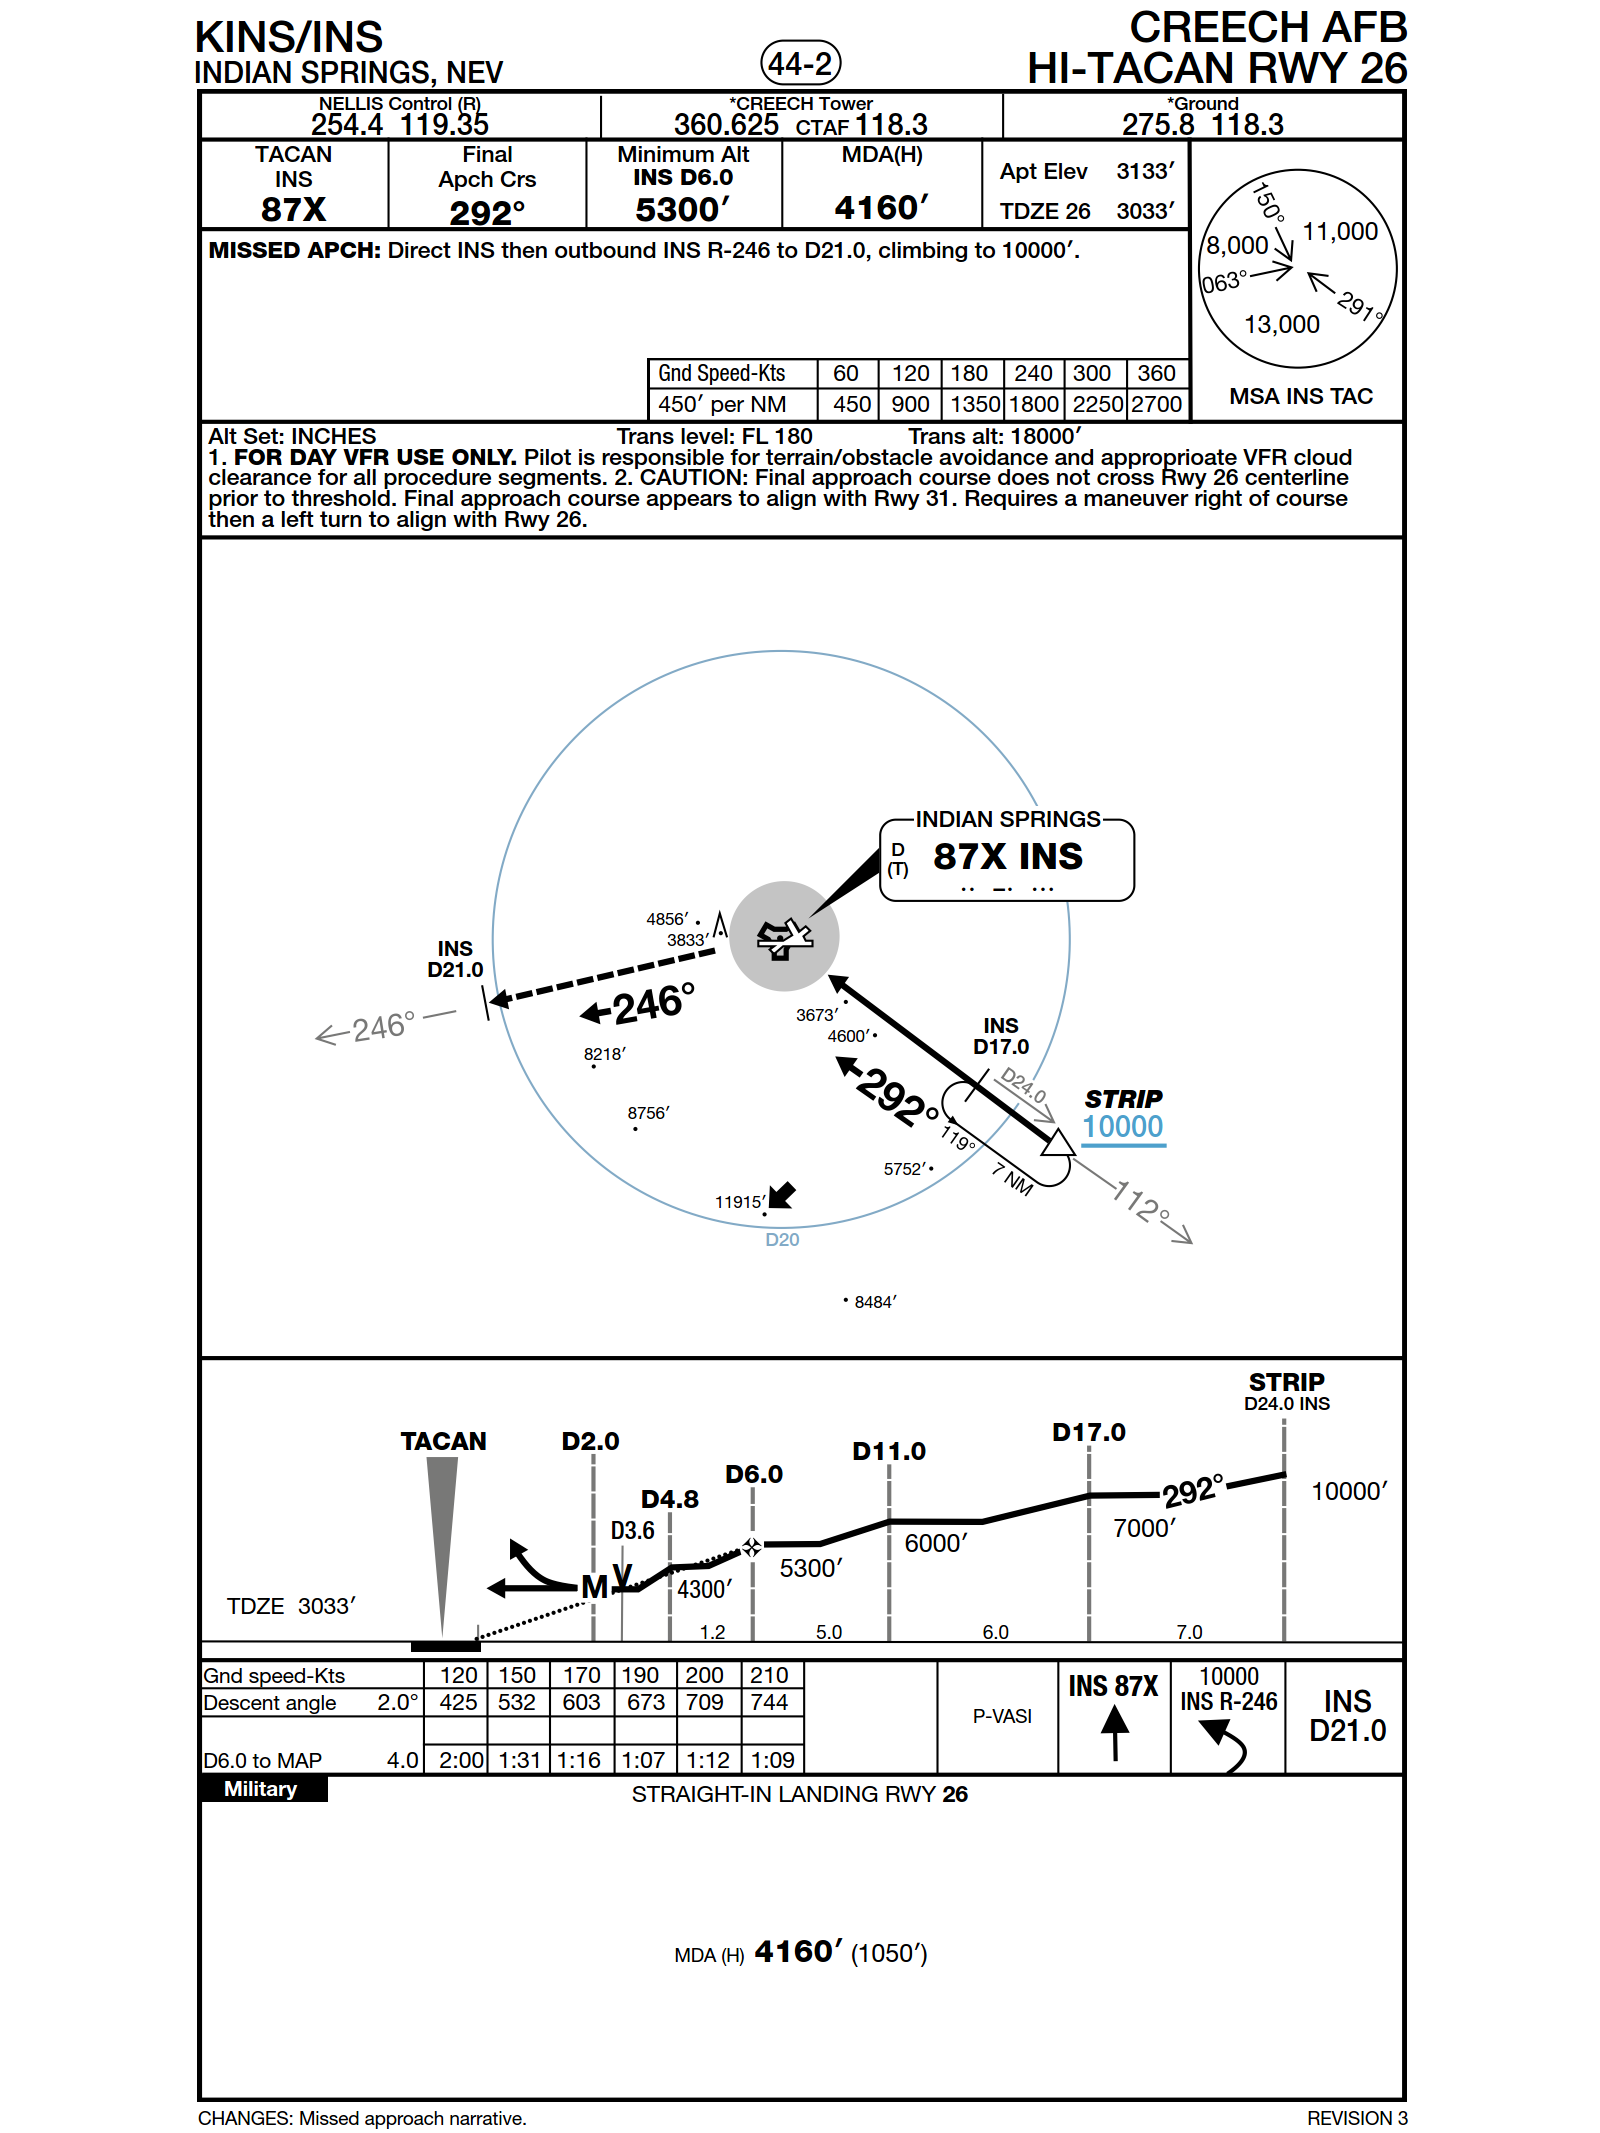 KINS/INS
INDIAN SPRINGS, NEV
44-2
CREECH AFB
HI-TACAN RWY 26
NELLIS Control (R)
254.4 119.35
*CREECH Tower
360.625 CTAF 118.3
*Ground
275.8 118.3
TACAN
INS
87X
Final
Apch Crs
292°
Minimum Alt
INS D6.0
5300′
MDA(H)
4160′
Apt Elev 3133′
TDZE 26 3033′
150°
8,000
11,000
063°
291°
13,000
MSA INS TAC
MISSED APCH: Direct INS then outbound INS R-246 to D21.0, climbing to 10000′.
Gnd Speed-Kts 60 120 180 240 300 360
450′ per NM 450 900 1350 1800 2250 2700
Alt Set: INCHES Trans level: FL 180 Trans alt: 18000′
1. FOR DAY VFR USE ONLY. Pilot is responsible for terrain/obstacle avoidance and approprioate VFR cloud
clearance for all procedure segments. 2. CAUTION: Final approach course does not cross Rwy 26 centerline
prior to threshold. Final approach course appears to align with Rwy 31. Requires a maneuver right of course
then a left turn to align with Rwy 26.
INDIAN SPRINGS
D
(T)
87X INS
4856′
3833′
INS
D21.0
246°
246°
3673′
4600′
INS
D17.0
8218′
292°
D24.0
STRIP
10000
8756′
119°
7 NM
5752′
112°
11915′
D20
8484′
STRIP
D24.0 INS
TACAN
D2.0
D17.0
D11.0
D6.0
D4.8
D3.6
292°
10000′
7000′
6000′
5300′
4300′
M
V
TDZE 3033′
1.2
5.0
6.0
7.0
Gnd speed-Kts 120 150 170 190 200 210
Descent angle 2.0° 425 532 603 673 709 744
D6.0 to MAP 4.0 2:00 1:31 1:16 1:07 1:12 1:09
P-VASI
INS 87X
10000
INS R-246
INS
D21.0
Military
STRAIGHT-IN LANDING RWY 26
MDA (H) 4160′ (1050′)
CHANGES: Missed approach narrative.
REVISION 3